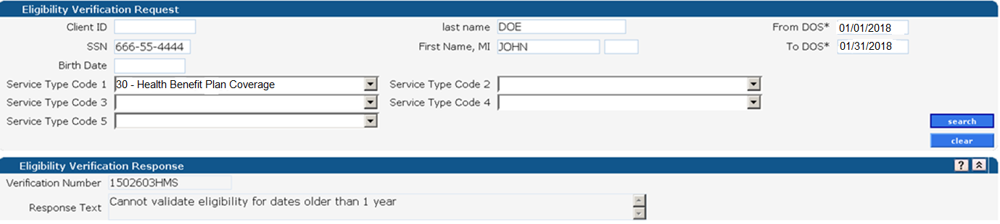 Eligibility Verification Request
Client ID last name DOE From DOS* 01/01/2018
SSN 666-55-4444 First Name, MI JOHN To DOS* 01/31/2018
Birth Date
Service Type Code 1 30 - Health Benefit Plan Coverage Service Type Code 2
Service Type Code 3 Service Type Code 4
Service Type Code 5
search
clear
Eligibility Verification Response ?
Verification Number 1502603HMS
Response Text Cannot validate eligibility for dates older than 1 year